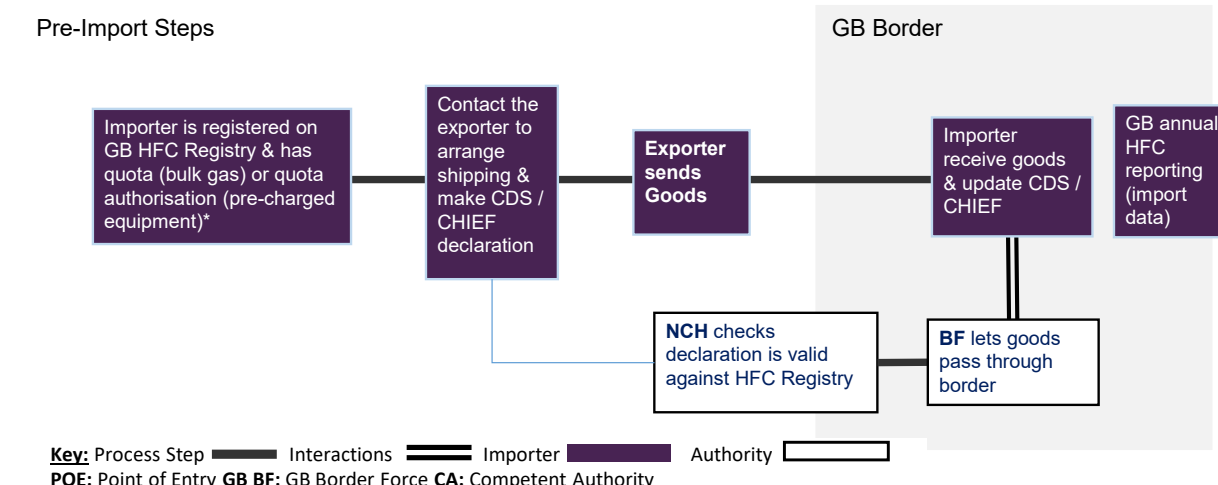 Pre-Import Steps
GB Border
Importer is registered on
GB HFC Registry & has
quota (bulk gas) or quota
authorisation (pre-charged
equipment)*
Contact the
exporter to
arrange
shipping &
make CDS /
CHIEF
declaration
Exporter
sends
Goods
Importer
receive goods
& update CDS /
CHIEF
GB annual
HFC
reporting
(import
data)
NCH checks
declaration is valid
against HFC Registry
BF lets goods
pass through
border
Key: Process Step Interactions Importer Authority
POE: Point of Entry GB BF: GB Border Force CA: Competent Authority